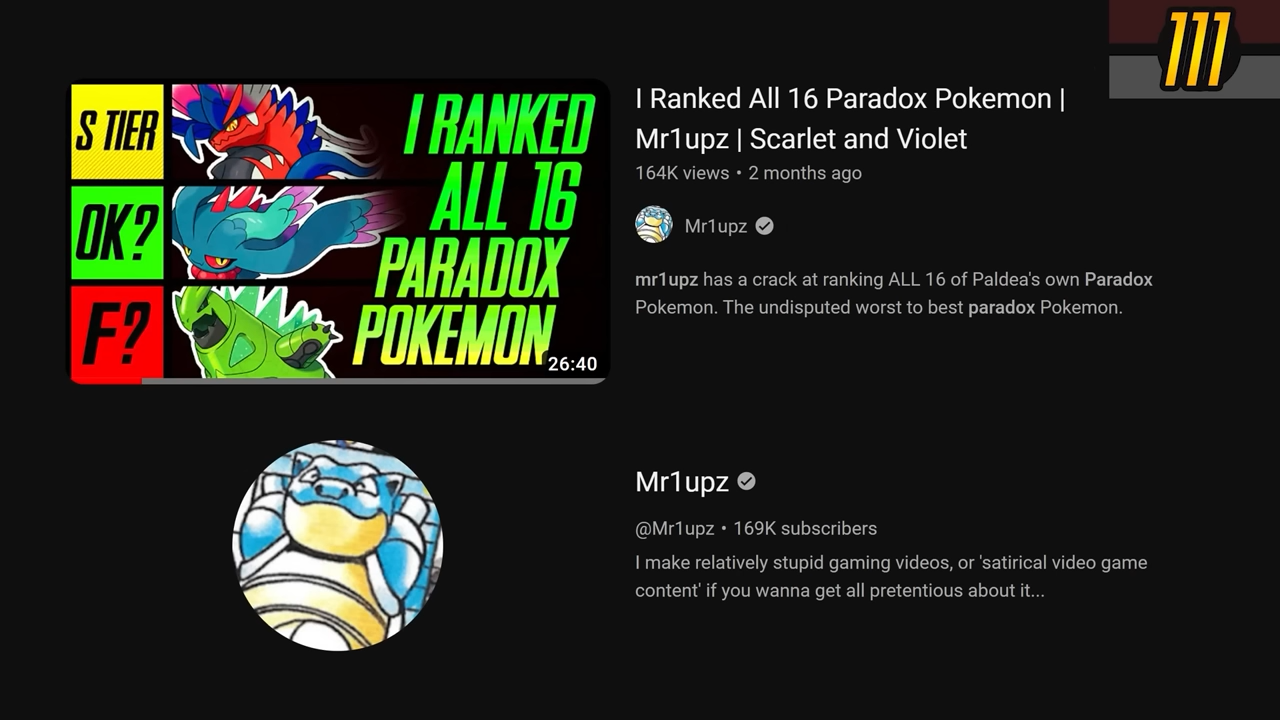 111
S TIER
OK?
F?
I RANKED
ALL 16
PARADOX
POKEMON
26:40
I Ranked All 16 Paradox Pokemon |
Mr1upz | Scarlet and Violet
164K views • 2 months ago
Mr1upz
mr1upz has a crack at ranking ALL 16 of Paldea's own Paradox
Pokemon. The undisputed worst to best paradox Pokemon.
Mr1upz
@Mr1upz • 169K subscribers
I make relatively stupid gaming videos, or 'satirical video game
content' if you wanna get all pretentious about it...